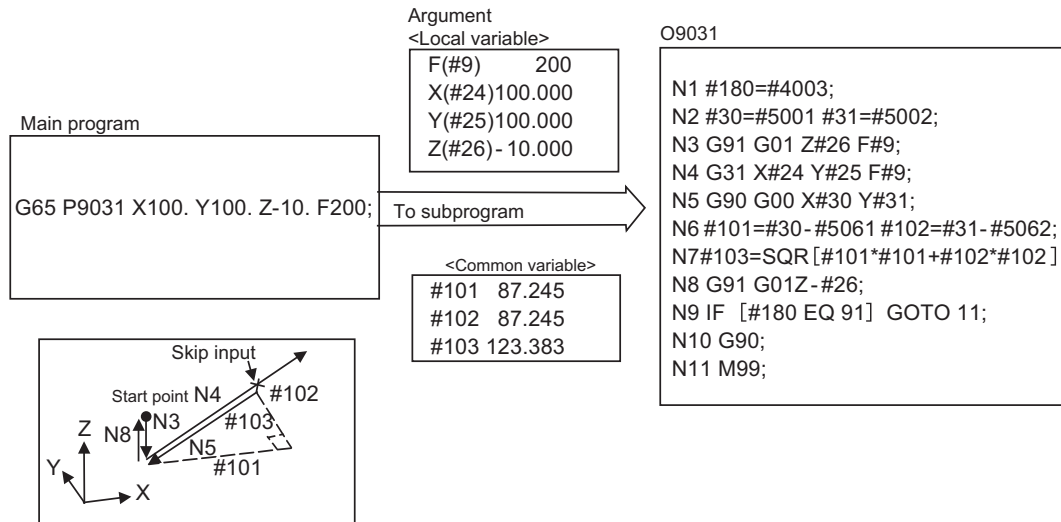 Argument
<Local variable>
F(#9) 200
X(#24)100.000
Y(#25)100.000
Z(#26)-10.000
Main program
G65 P9031 X100. Y100. Z-10. F200;
To subprogram
<Common variable>
#101 87.245
#102 87.245
#103 123.383
O9031
N1 #180=#4003;
N2 #30=#5001 #31=#5002;
N3 G91 G01 Z#26 F#9;
N4 G31 X#24 Y#25 F#9;
N5 G90 G00 X#30 Y#31;
N6 #101=#30-#5061 #102=#31-#5062;
N7#103=SQR[#101*#101+#102*#102]
N8 G91 G01Z-#26;
N9 IF [#180 EQ 91] GOTO 11;
N10 G90;
N11 M99;
Skip input
Start point
N4
#102
N3
#103
N8
N5
#101
Z
Y
X